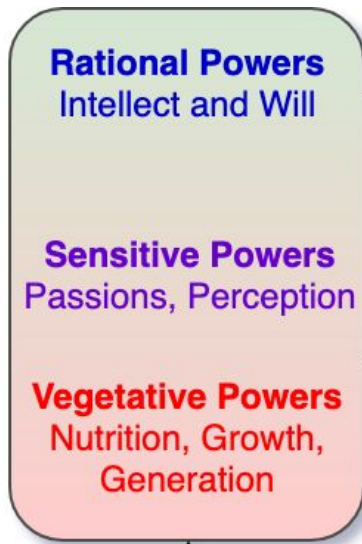 Rational Powers
Intellect and Will
Sensitive Powers
Passions, Perception
Vegetative Powers
Nutrition, Growth,
Generation